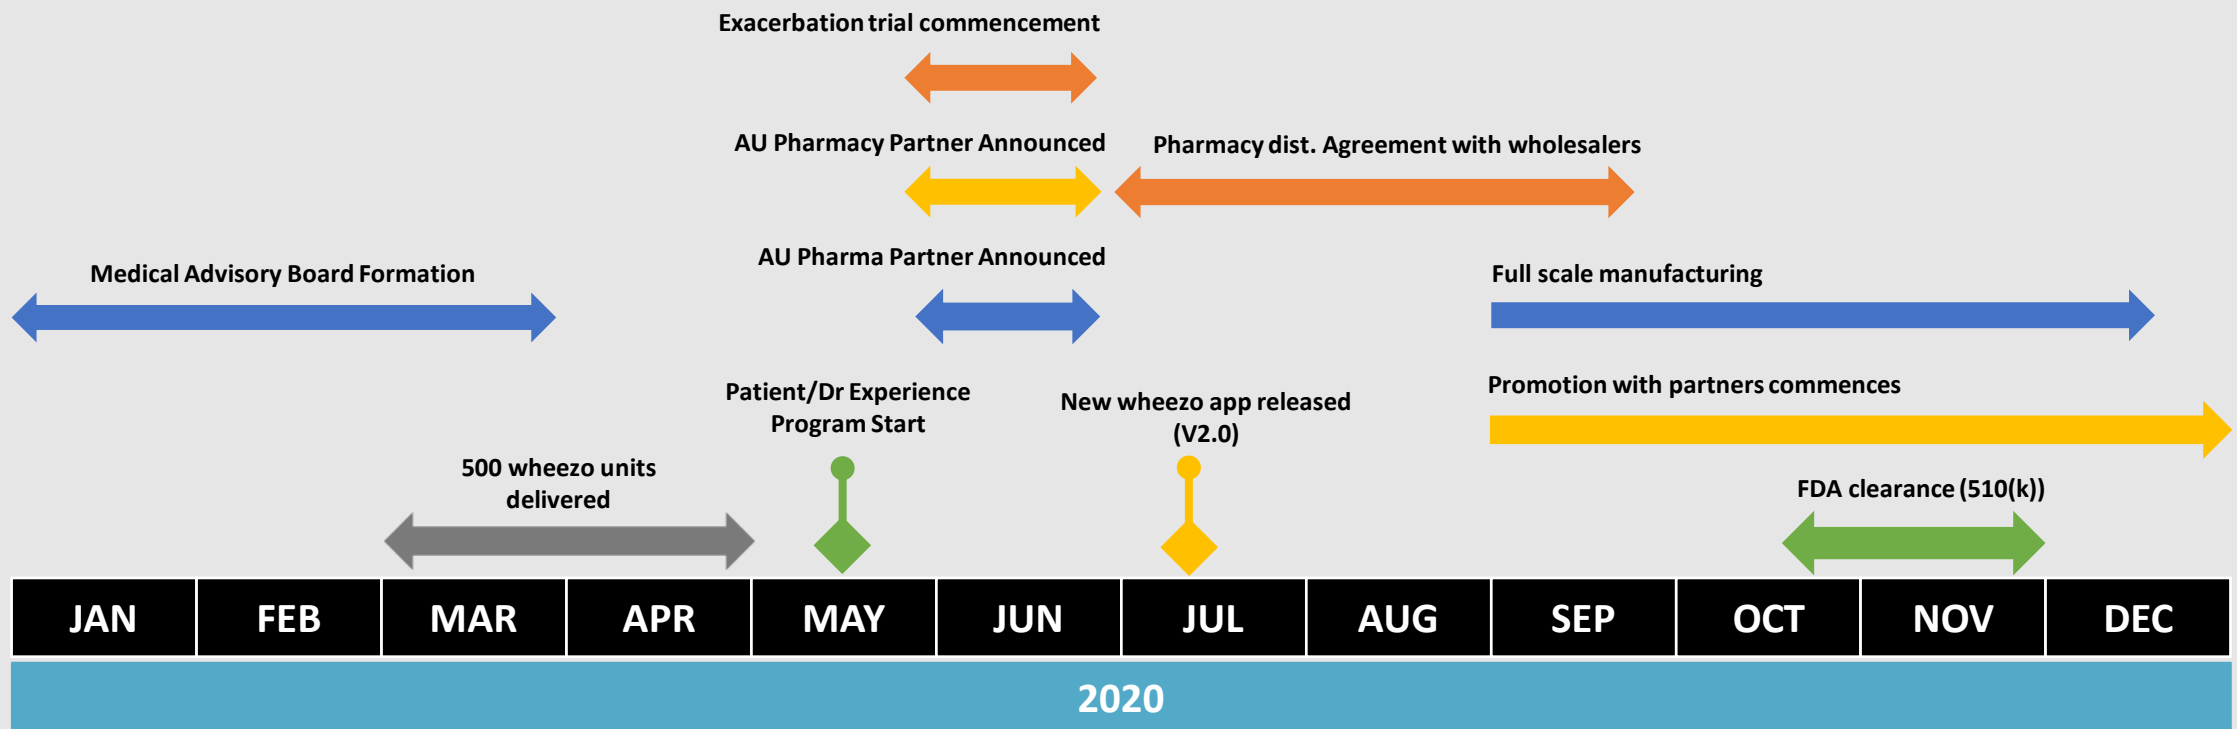 Exacerbation trial commencement
AU Pharmacy Partner Announced
Pharmacy dist. Agreement with wholesalers
AU Pharma Partner Announced
Medical Advisory Board Formation
Full scale manufacturing
Patient/Dr Experience
Program Start
New wheezo app released
(V2.0)
Promotion with partners commences
500 wheezo units
delivered
FDA clearance (510(k))
JAN FEB MAR APR MAY JUN JUL AUG SEP OCT NOV DEC
2020